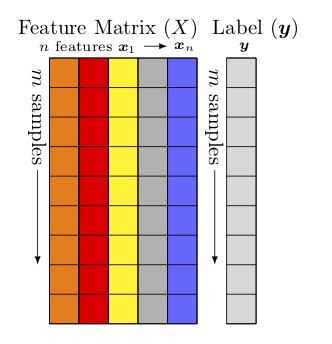 Feature Matrix (X) Label (y)
n features x₁ → xₙ y
m samples
m samples